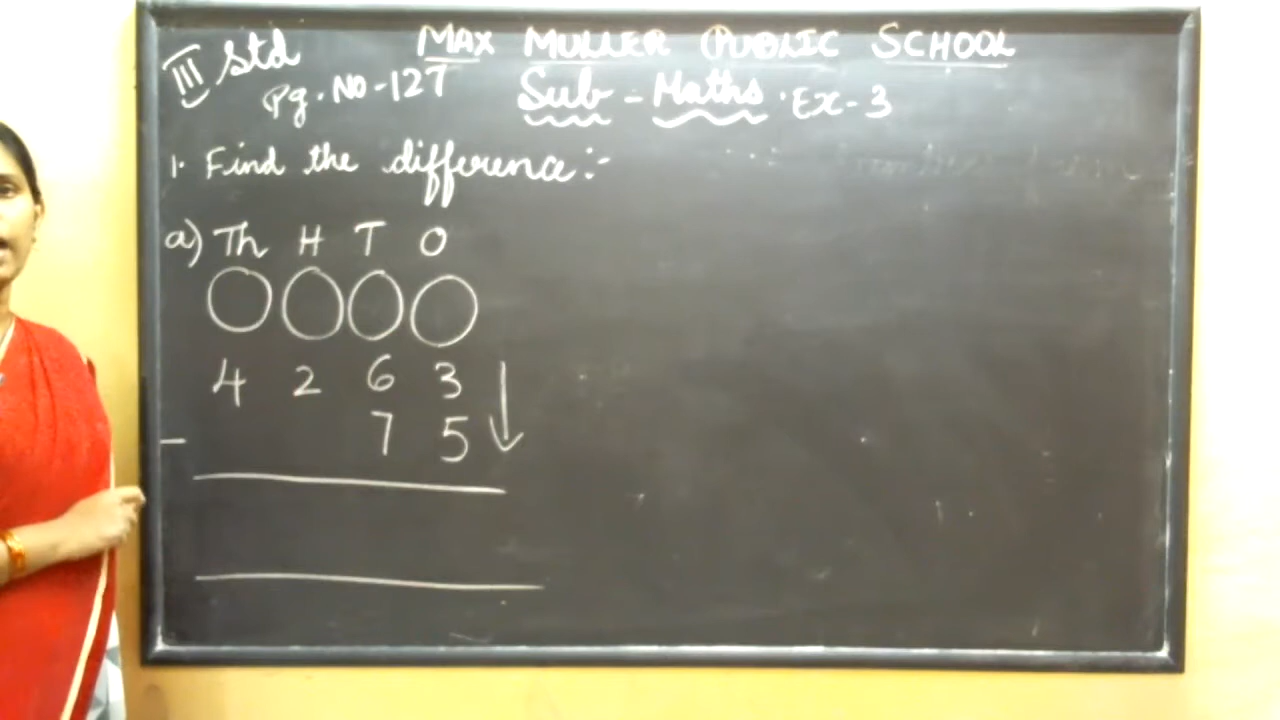 III Std MAX MULLER PUBLIC SCHOOL
Pg. No-127 Sub - Maths . Ex-3
1. Find the difference:-
a) Th H T O
4 2 6 3
- 7 5